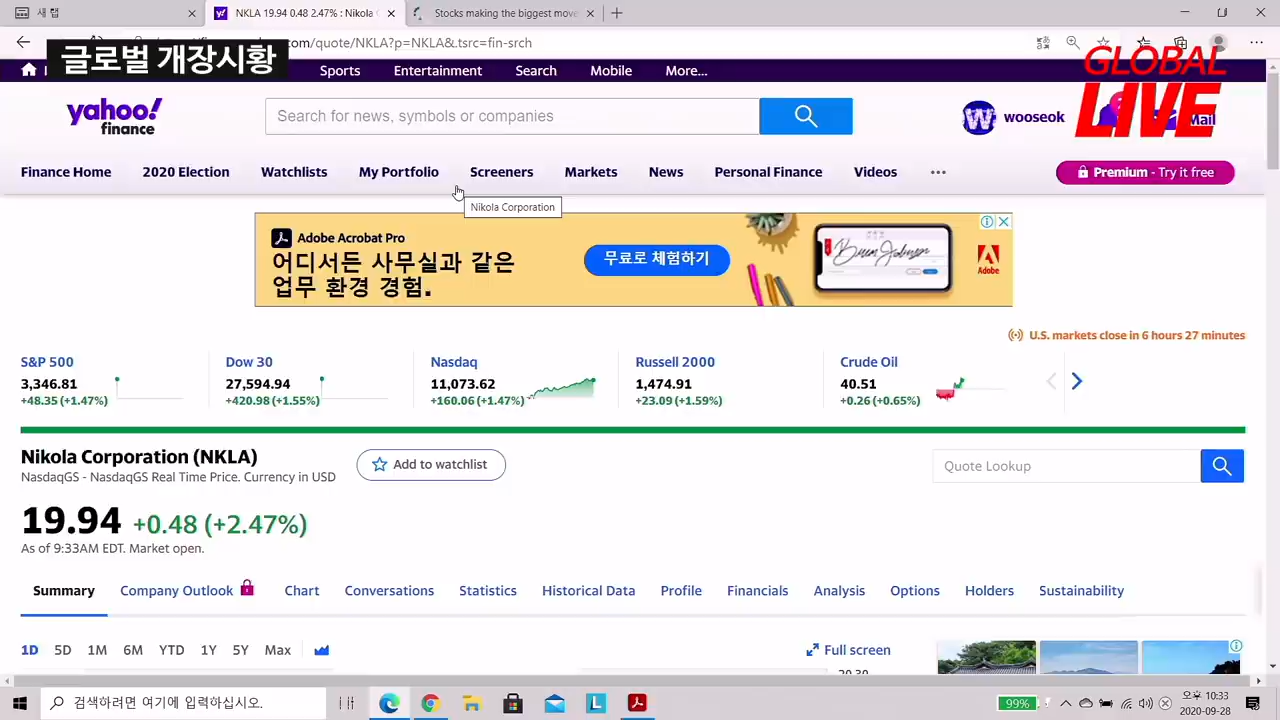 새 탭
NKLA 19.94 0.48 2.47% : Nikola
Stocks making the biggest move
글로벌 개장시황
com/quote/NKLA?p=NKLA&.tsrc=fin-srch
GLOBAL
LIVE
Sports
Entertainment
Search
Mobile
More...
yahoo!
finance
Search for news, symbols or companies
W
wooseok
Mail
Finance Home
2020 Election
Watchlists
My Portfolio
Screeners
Markets
News
Personal Finance
Videos
Premium - Try it free
Nikola Corporation
Adobe Acrobat Pro
어디서든 사무실과 같은
업무 환경 경험.
무료로 체험하기
Adobe
U.S. markets close in 6 hours 27 minutes
S&P 500
3,346.81
+48.35 (+1.47%)
Dow 30
27,594.94
+420.98 (+1.55%)
Nasdaq
11,073.62
+160.06 (+1.47%)
Russell 2000
1,474.91
+23.09 (+1.59%)
Crude Oil
40.51
+0.26 (+0.65%)
Nikola Corporation (NKLA)
NasdaqGS - NasdaqGS Real Time Price. Currency in USD
Add to watchlist
Quote Lookup
19.94 +0.48 (+2.47%)
As of 9:33AM EDT. Market open.
Summary
Company Outlook
Chart
Conversations
Statistics
Historical Data
Profile
Financials
Analysis
Options
Holders
Sustainability
1D 5D 1M 6M YTD 1Y 5Y Max
Full screen
20.30
검색하려면 여기에 입력하십시오.
99%
오후 10:33
2020-09-28